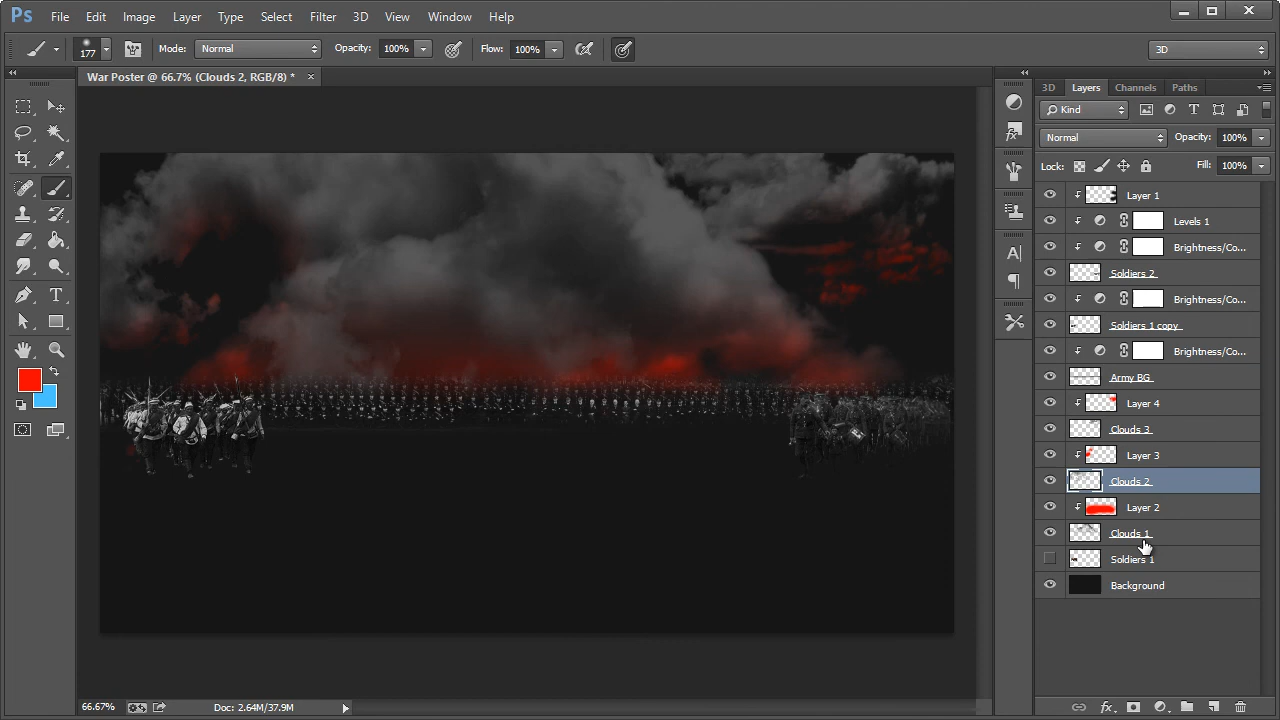 Ps File Edit Image Layer Type Select Filter 3D View Window Help
177 Mode: Normal Opacity: 100% Flow: 100% 3D
War Poster @ 66.7% (Clouds 2, RGB/8) *
3D Layers Channels Paths
Kind
Normal Opacity: 100%
Lock: Fill: 100%
Layer 1
Levels 1
Brightness/Co...
Soldiers 2
Brightness/Co...
Soldiers 1 copy
Brightness/Co...
Army BG
Layer 4
Clouds 3
Layer 3
Clouds 2
Layer 2
Clouds 1
Soldiers 1
Background
66.67% Doc: 2.64M/37.9M